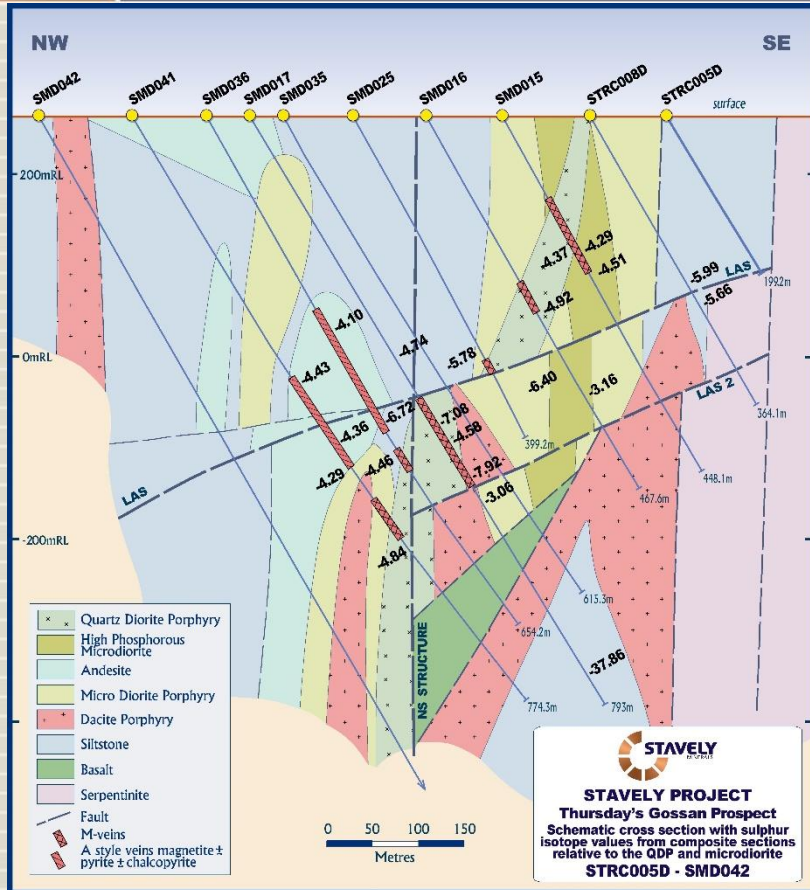 NW
SE
SMD042
SMD041
SMD036
SMD017
SMD035
SMD025
SMD016
SMD015
STRC008D
STRC005D
surface
200mRL
-4.29
-4.37
-4.51
-5.99
LAS
199.2m
-4.92
-5.66
-4.10
-4.74
0mRL
-5.78
-4.43
-6.40
-3.16
LAS 2
-6.72
-7.08
364.1m
-4.36
-4.58
399.2m
-4.46
-7.92
448.1m
-4.29
LAS
-3.06
467.6m
-200mRL
-4.84
615.3m
654.2m
-37.86
NS STRUCTURE
774.3m
793m
Quartz Diorite Porphyry
High Phosphorous
Microdiorite
Andesite
Micro Diorite Porphyry
Dacite Porphyry
Siltstone
Basalt
Serpentinite
Fault
M-veins
A style veins magnetite ±
pyrite ± chalcopyrite
0 50 100 150
Metres
STAVELY
MINERALS
STAVELY PROJECT
Thursday's Gossan Prospect
Schematic cross section with sulphur
isotope values from composite sections
relative to the QDP and microdiorite
STRC005D - SMD042